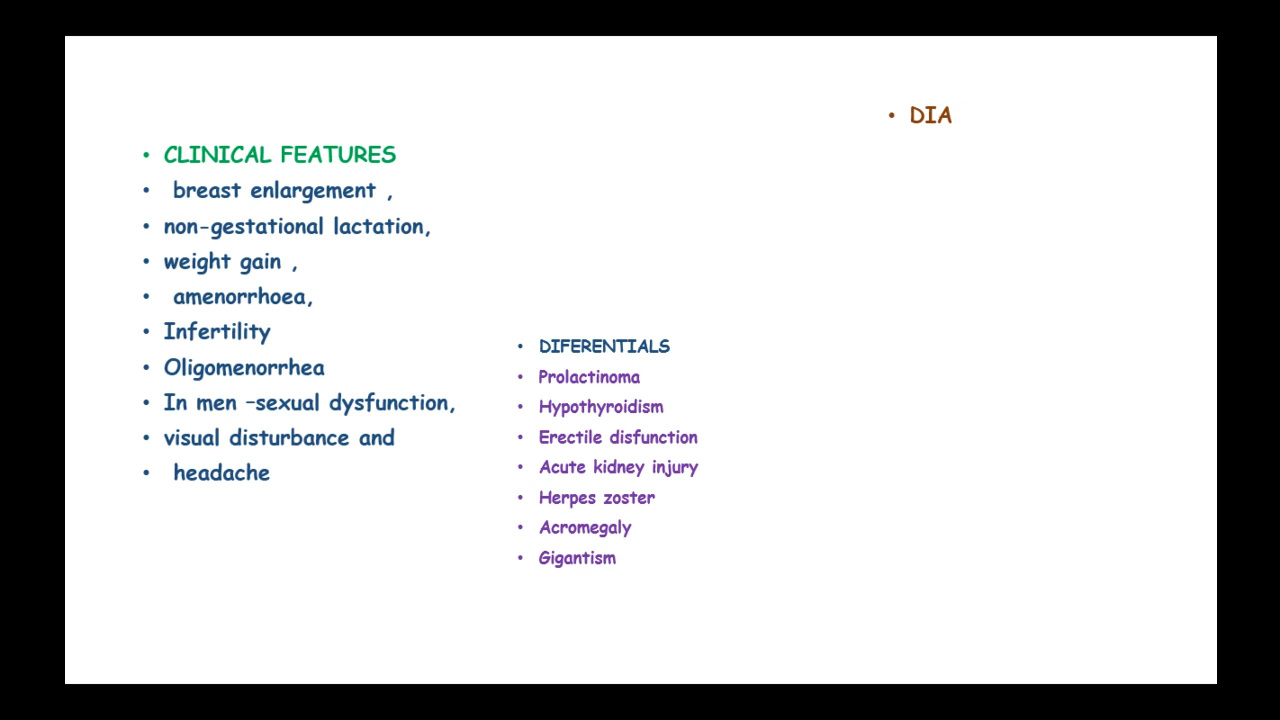 • CLINICAL FEATURES
• breast enlargement ,
• non-gestational lactation,
• weight gain ,
• amenorrhoea,
• Infertility
• Oligomenorrhea
• In men –sexual dysfunction,
• visual disturbance and
• headache
• DIFERENTIALS
• Prolactinoma
• Hypothyroidism
• Erectile disfunction
• Acute kidney injury
• Herpes zoster
• Acromegaly
• Gigantism
• DIA